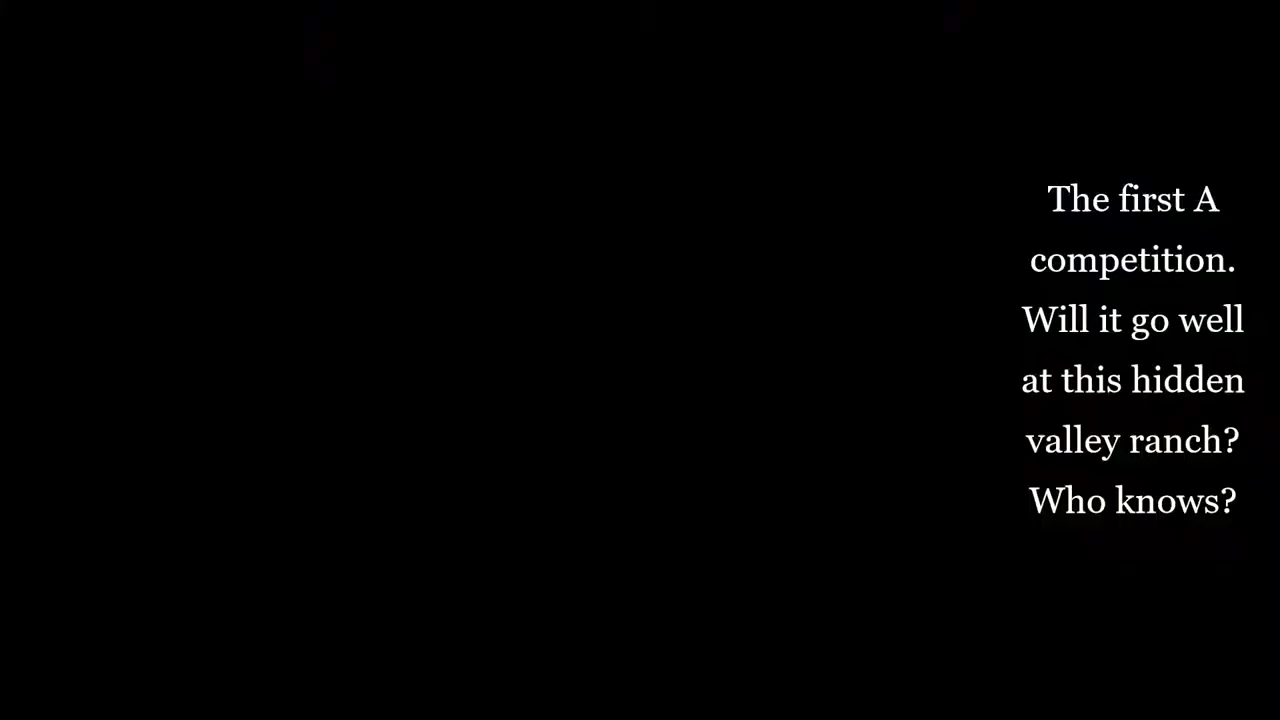 The first A
competition.
Will it go well
at this hidden
valley ranch?
Who knows?